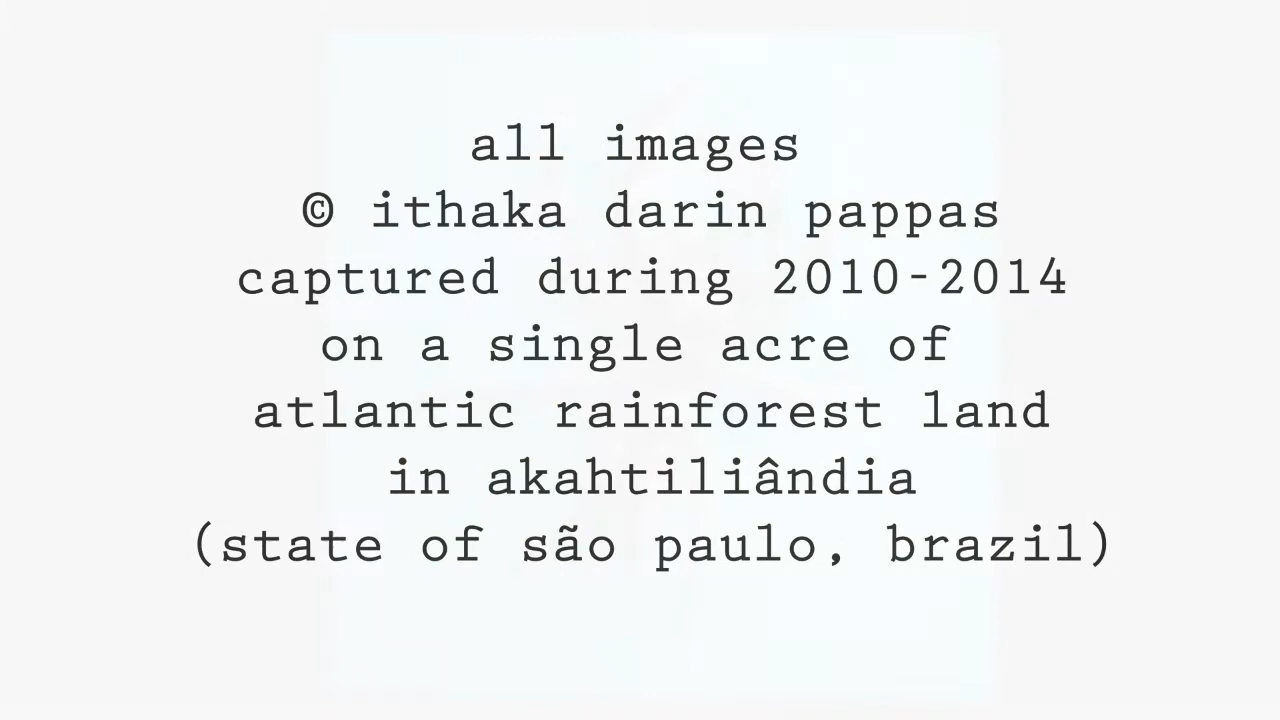 all images
© ithaka darin pappas
captured during 2010-2014
on a single acre of
atlantic rainforest land
in akahtiliândia
(state of são paulo, brazil)